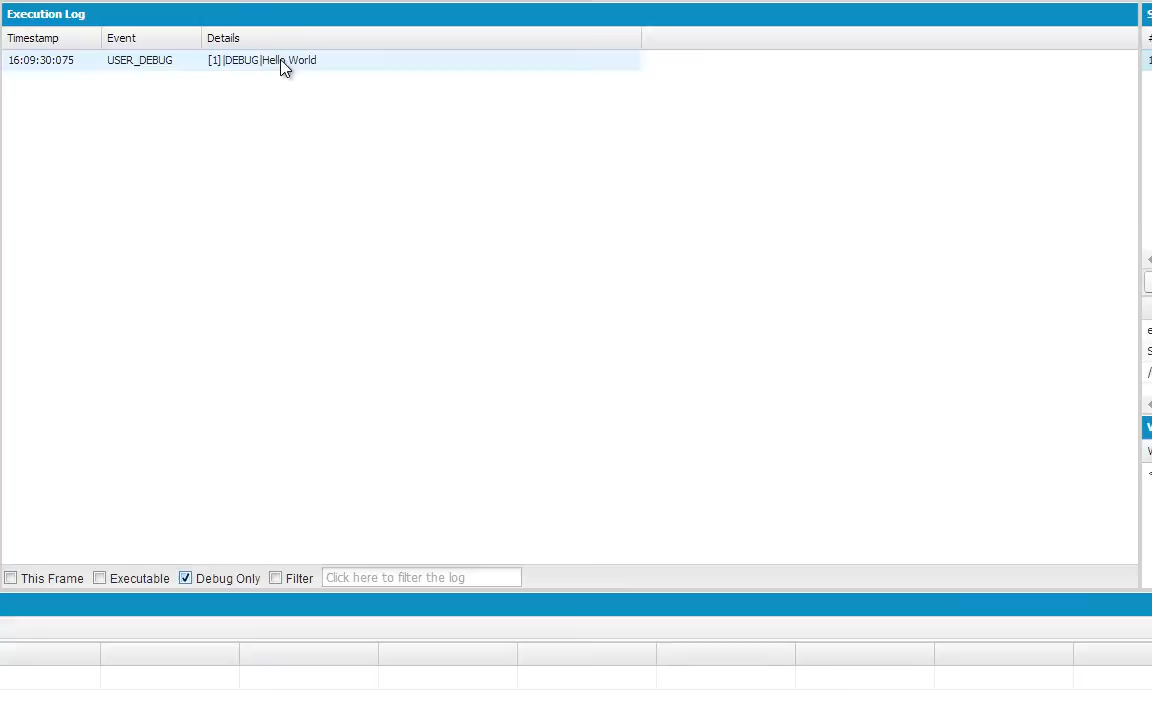 Execution Log
Timestamp Event Details
16:09:30:075 USER_DEBUG [1]|DEBUG|Hello World
This Frame Executable Debug Only Filter Click here to filter the log